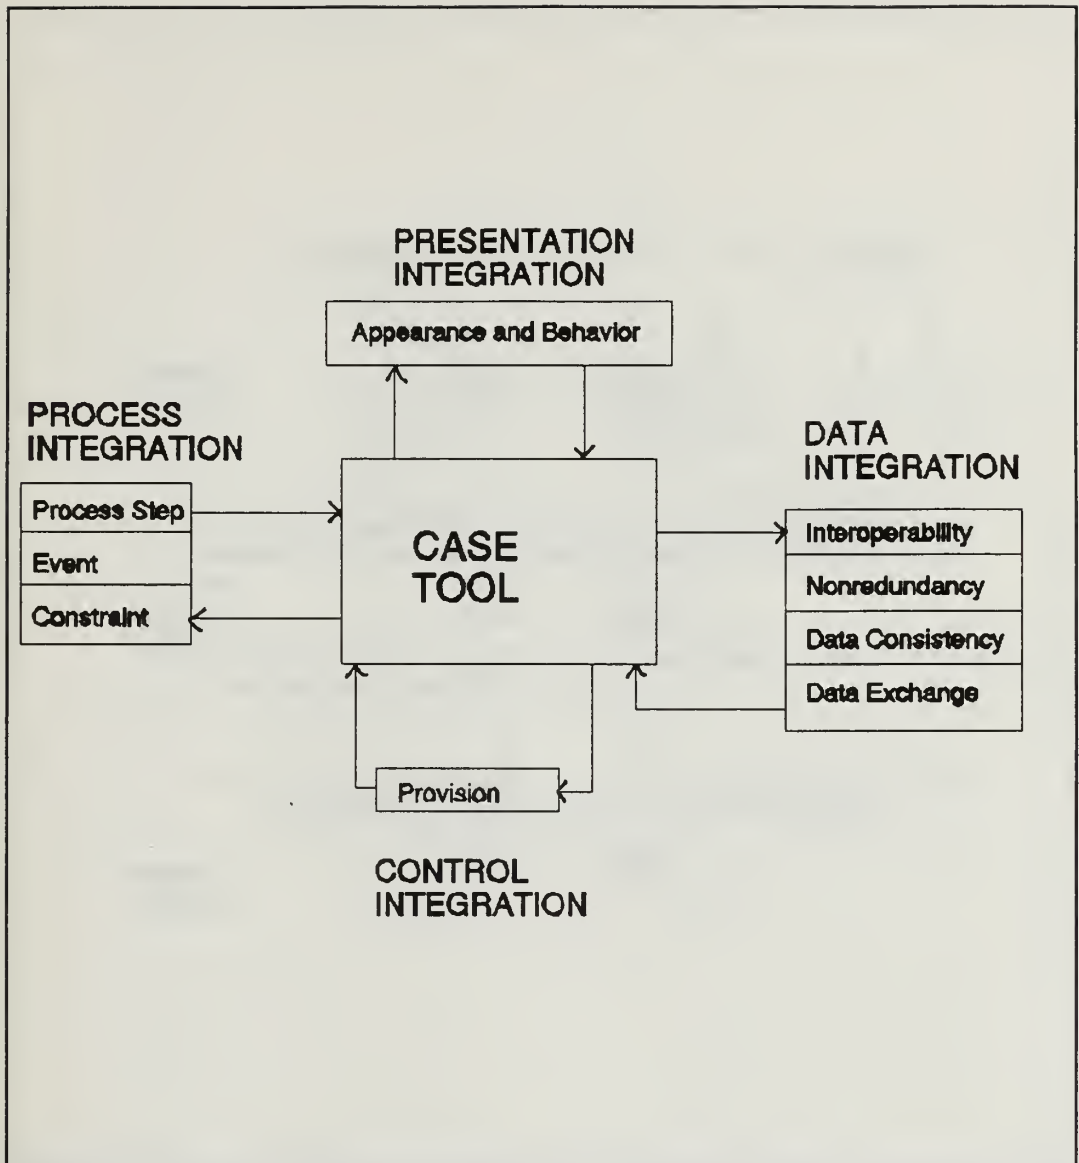 PRESENTATION
INTEGRATION
Appearance and Behavior
PROCESS
INTEGRATION
Process Step
Event
Constraint
CASE
TOOL
DATA
INTEGRATION
Interoperability
Nonredundancy
Data Consistency
Data Exchange
Provision
CONTROL
INTEGRATION